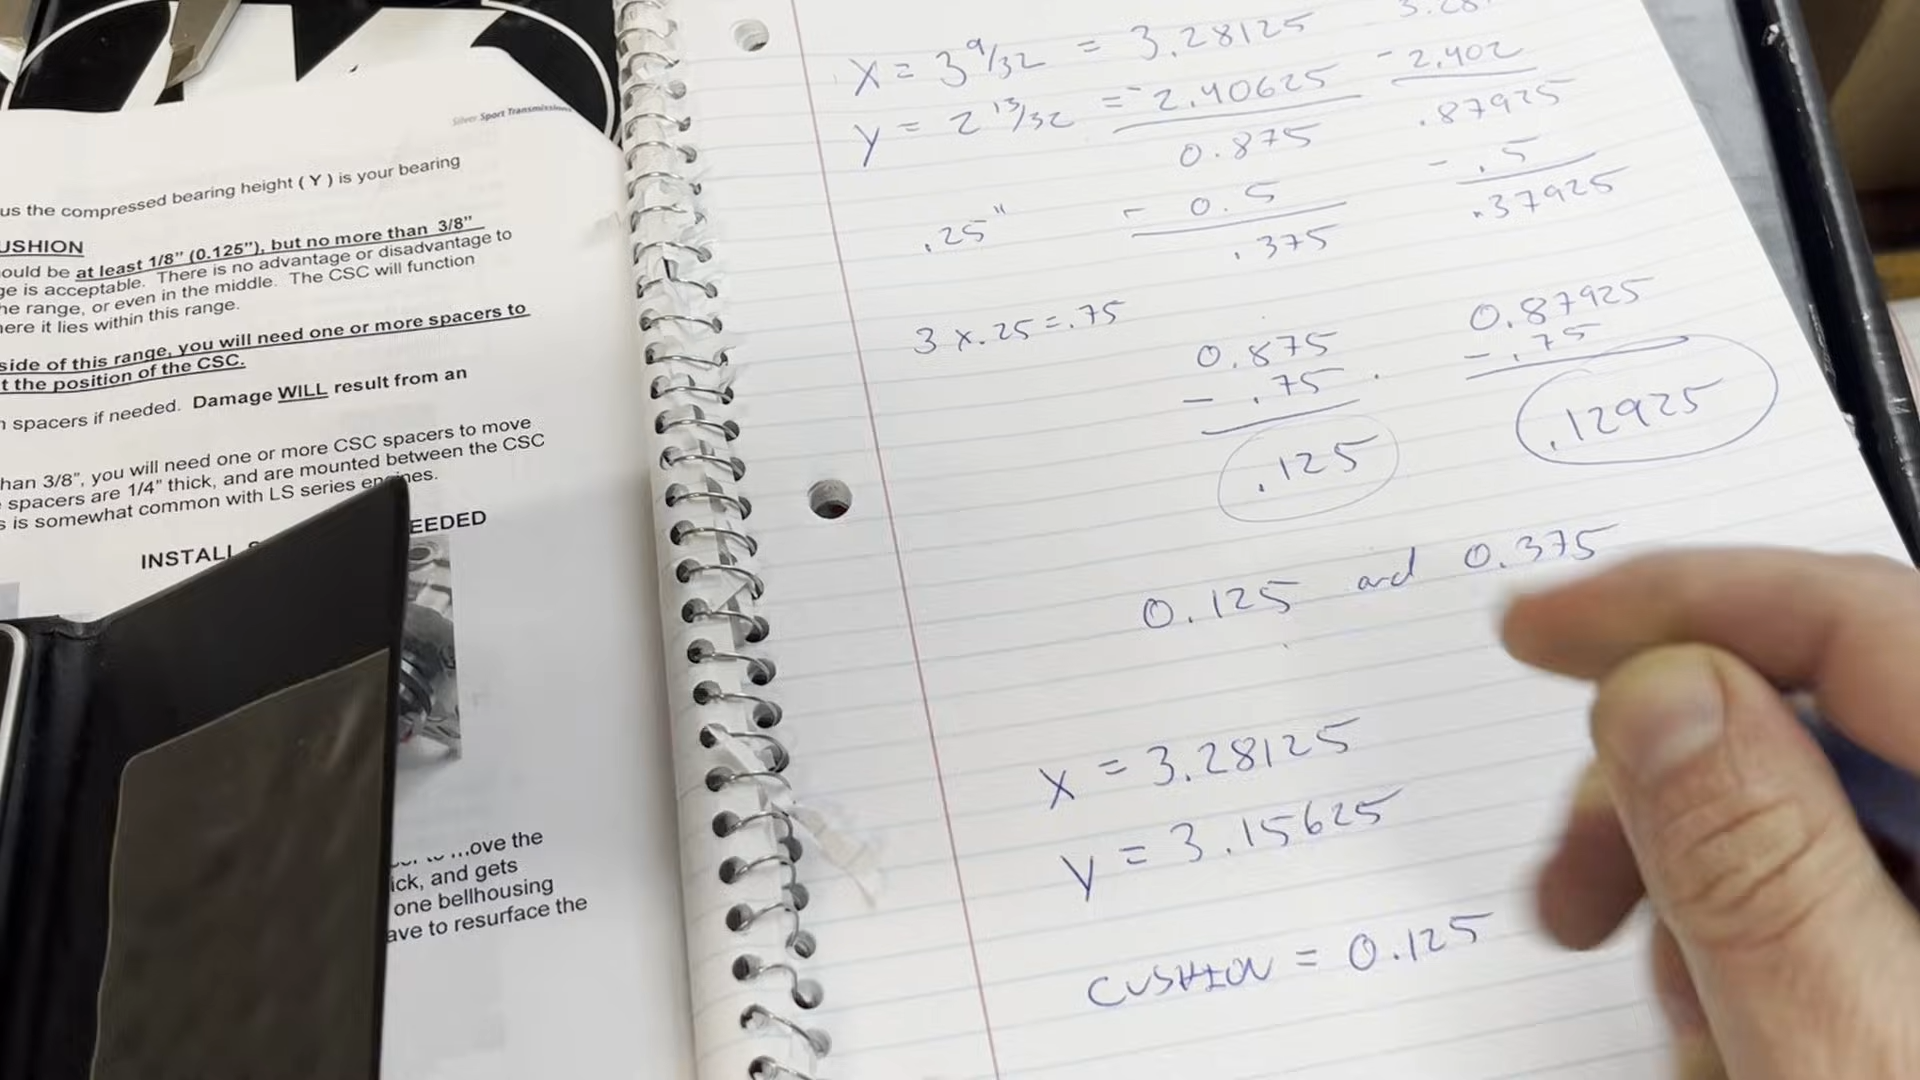 Silver Sport Transmissions
us the compressed bearing height ( Y ) is your bearing
USHION
ould be at least 1/8” (0.125”), but no more than 3/8”
ge is acceptable. There is no advantage or disadvantage to
he range, or even in the middle. The CSC will function
here it lies within this range.
side of this range, you will need one or more spacers to
t the position of the CSC.
n spacers if needed. Damage WILL result from an
han 3/8”, you will need one or more CSC spacers to move
spacers are 1/4” thick, and are mounted between the CSC
s is somewhat common with LS series engines.
INSTALL EEDED
ove the
ick, and gets
one bellhousing
ave to resurface the
X = 3 9/32 = 3.28125
Y = 2 13/32 = - 2.40625
0.875
.25" - 0.5
.375
3.281
- 2.402
.87925
- .5
.37925
3 x .25 = .75
0.875
- .75
.125
0.87925
- .75
.12925
0.125 and 0.375
X = 3.28125
Y = 3.15625
CUSHION = 0.125